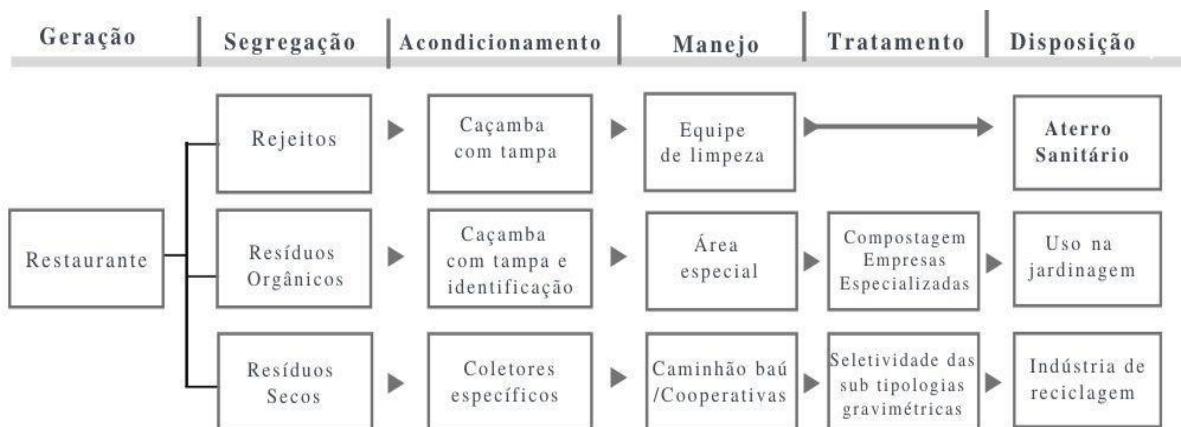 Geração
Segregação
Acondicionamento
Manejo
Tratamento
Disposição
Restaurante
Rejeitos
Caçamba
com tampa
Equipe
de limpeza
Aterro
Sanitário
Resíduos
Orgânicos
Caçamba
com tampa e
identificação
Área
especial
Compostagem
Empresas
Especializadas
Uso na
jardinagem
Resíduos
Secos
Coletores
específicos
Caminhão baú
/Cooperativas
Seletividade das
sub tipologias
gravimétricas
Indústria de
reciclagem